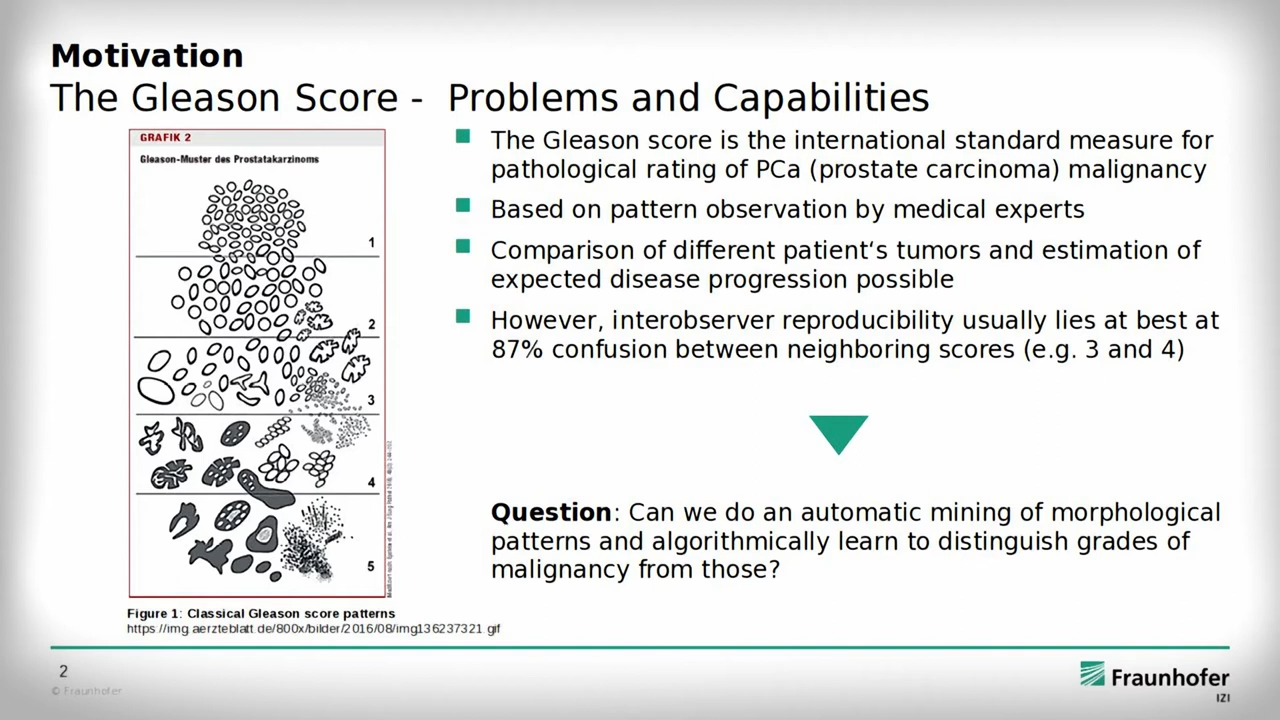 Motivation
The Gleason Score - Problems and Capabilities
GRAFIK 2
Gleason-Muster des Prostatakarzinoms
1
2
3
4
5
Figure 1: Classical Gleason score patterns
https://img.aerzteblatt.de/800x/bilder/2016/08/img136237321.gif
The Gleason score is the international standard measure for
pathological rating of PCa (prostate carcinoma) malignancy
Based on pattern observation by medical experts
Comparison of different patient‘s tumors and estimation of
expected disease progression possible
However, interobserver reproducibility usually lies at best at
87% confusion between neighboring scores (e.g. 3 and 4)
Question: Can we do an automatic mining of morphological
patterns and algorithmically learn to distinguish grades of
malignancy from those?
2
© Fraunhofer
Fraunhofer
IZI